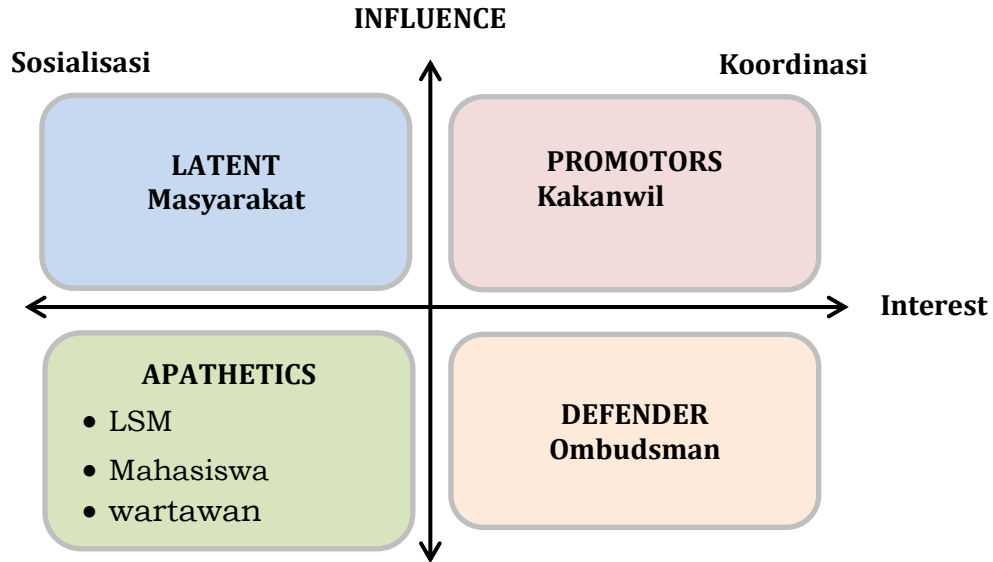 INFLUENCE
Sosialisasi
Koordinasi
LATENT
Masyarakat
PROMOTORS
Kakanwil
Interest
APATHETICS
• LSM
• Mahasiswa
• wartawan
DEFENDER
Ombudsman